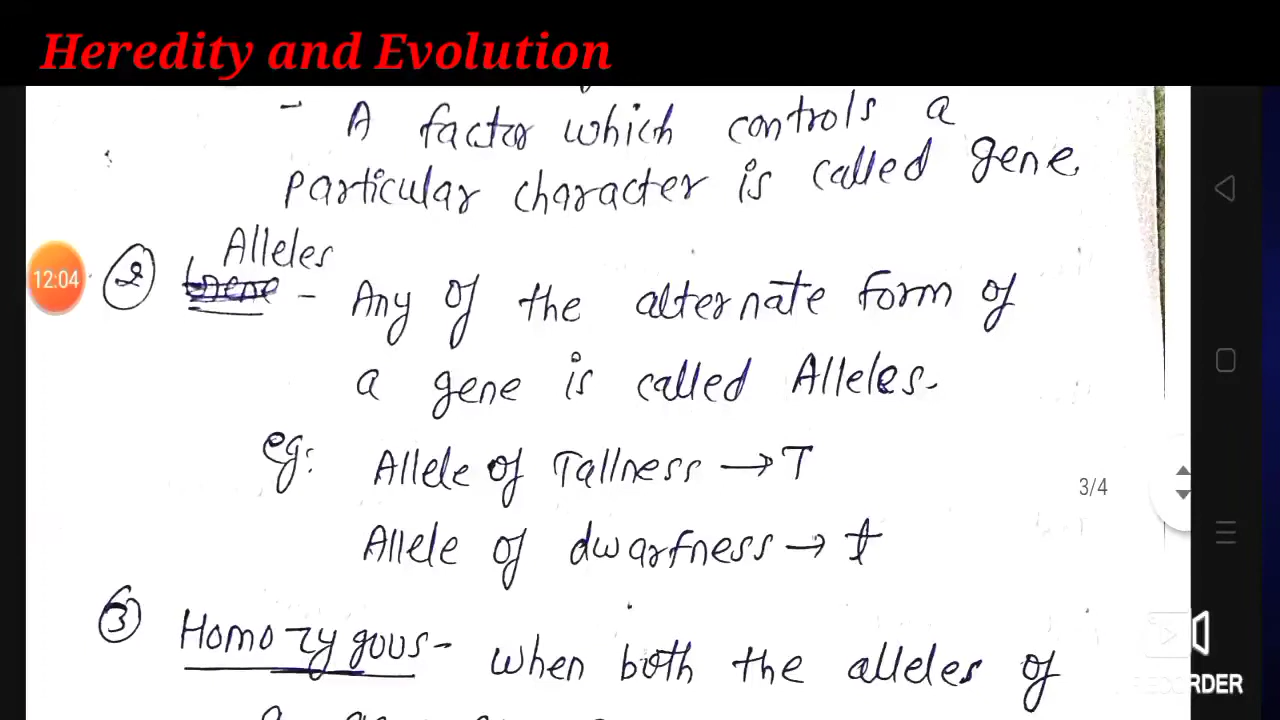 Heredity and Evolution
- A factor which controls a
particular character is called gene.
12:04
② Alleles
Gene - Any of the alternate form of
a gene is called Alleles.
eg: Allele of Tallness → T
3/4
Allele of dwarfness → t
③ Homozygous - when both the alleles of
RECORDER